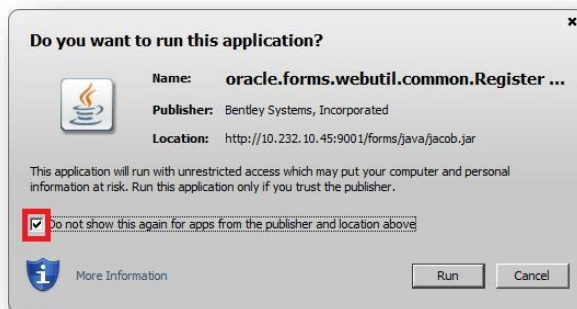 Do you want to run this application?
Name: oracle.forms.webutil.common.Register ...
Publisher: Bentley Systems, Incorporated
Location: http://10.232.10.45:9001/forms/java/jacob.jar
This application will run with unrestricted access which may put your computer and personal
information at risk. Run this application only if you trust the publisher.
Do not show this again for apps from the publisher and location above
More Information
Run
Cancel